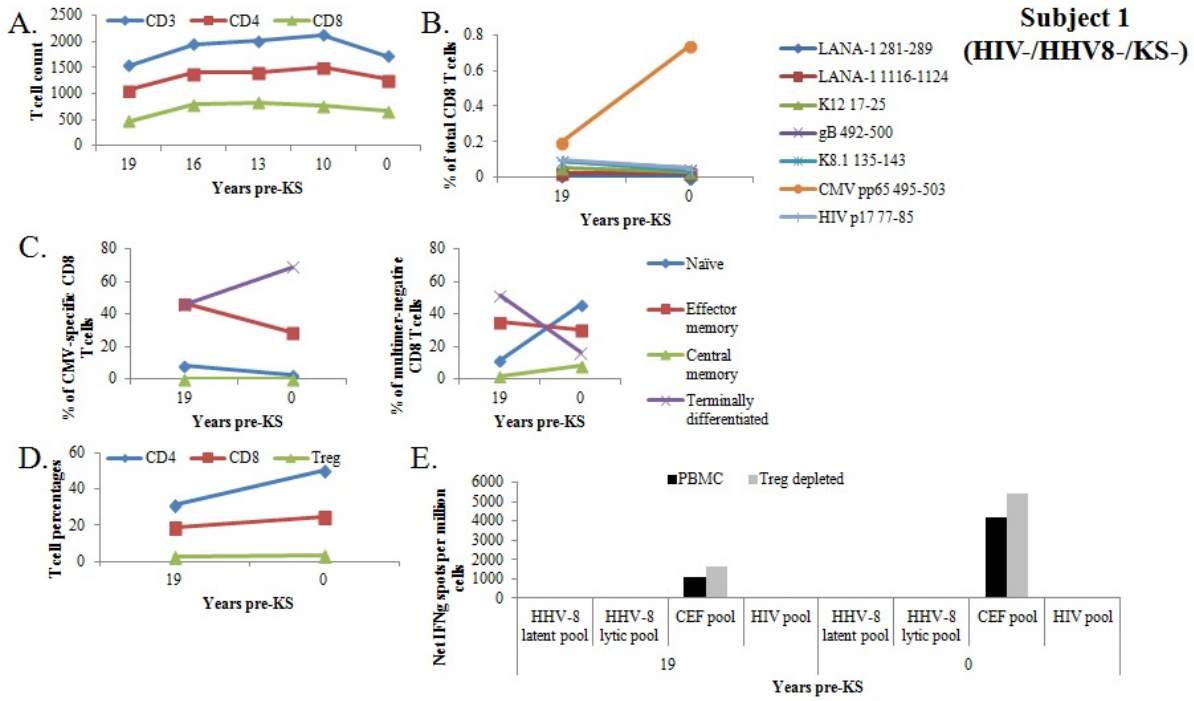 Subject 1
(HIV-/HHV8-/KS-)
A.
CD3 CD4 CD8
T cell count
2500
2000
1500
1000
500
0
19 16 13 10 0
Years pre-KS
B.
% of total CD8 T cells
0.8
0.6
0.4
0.2
0
19 0
Years pre-KS
LANA-1 281-289
LANA-1 1116-1124
K12 17-25
gB 492-500
K8.1 135-143
CMV pp65 495-503
HIV p17 77-85
C.
% of CMV-specific CD8
T cells
80
60
40
20
0
19 0
Years pre-KS
% of multimer-negative
CD8 T cells
80
60
40
20
0
19 0
Years pre-KS
Naïve
Effector
memory
Central
memory
Terminally
differentiated
D.
CD4 CD8 Treg
T cell percentages
60
40
20
0
19 0
Years pre-KS
E.
PBMC Treg depleted
Net IFNg spots per million
cells
6000
5000
4000
3000
2000
1000
0
HHV-8 HHV-8 CEF pool HIV pool HHV-8 HHV-8 CEF pool HIV pool
latent pool lytic pool latent pool lytic pool
19 0
Years pre-KS